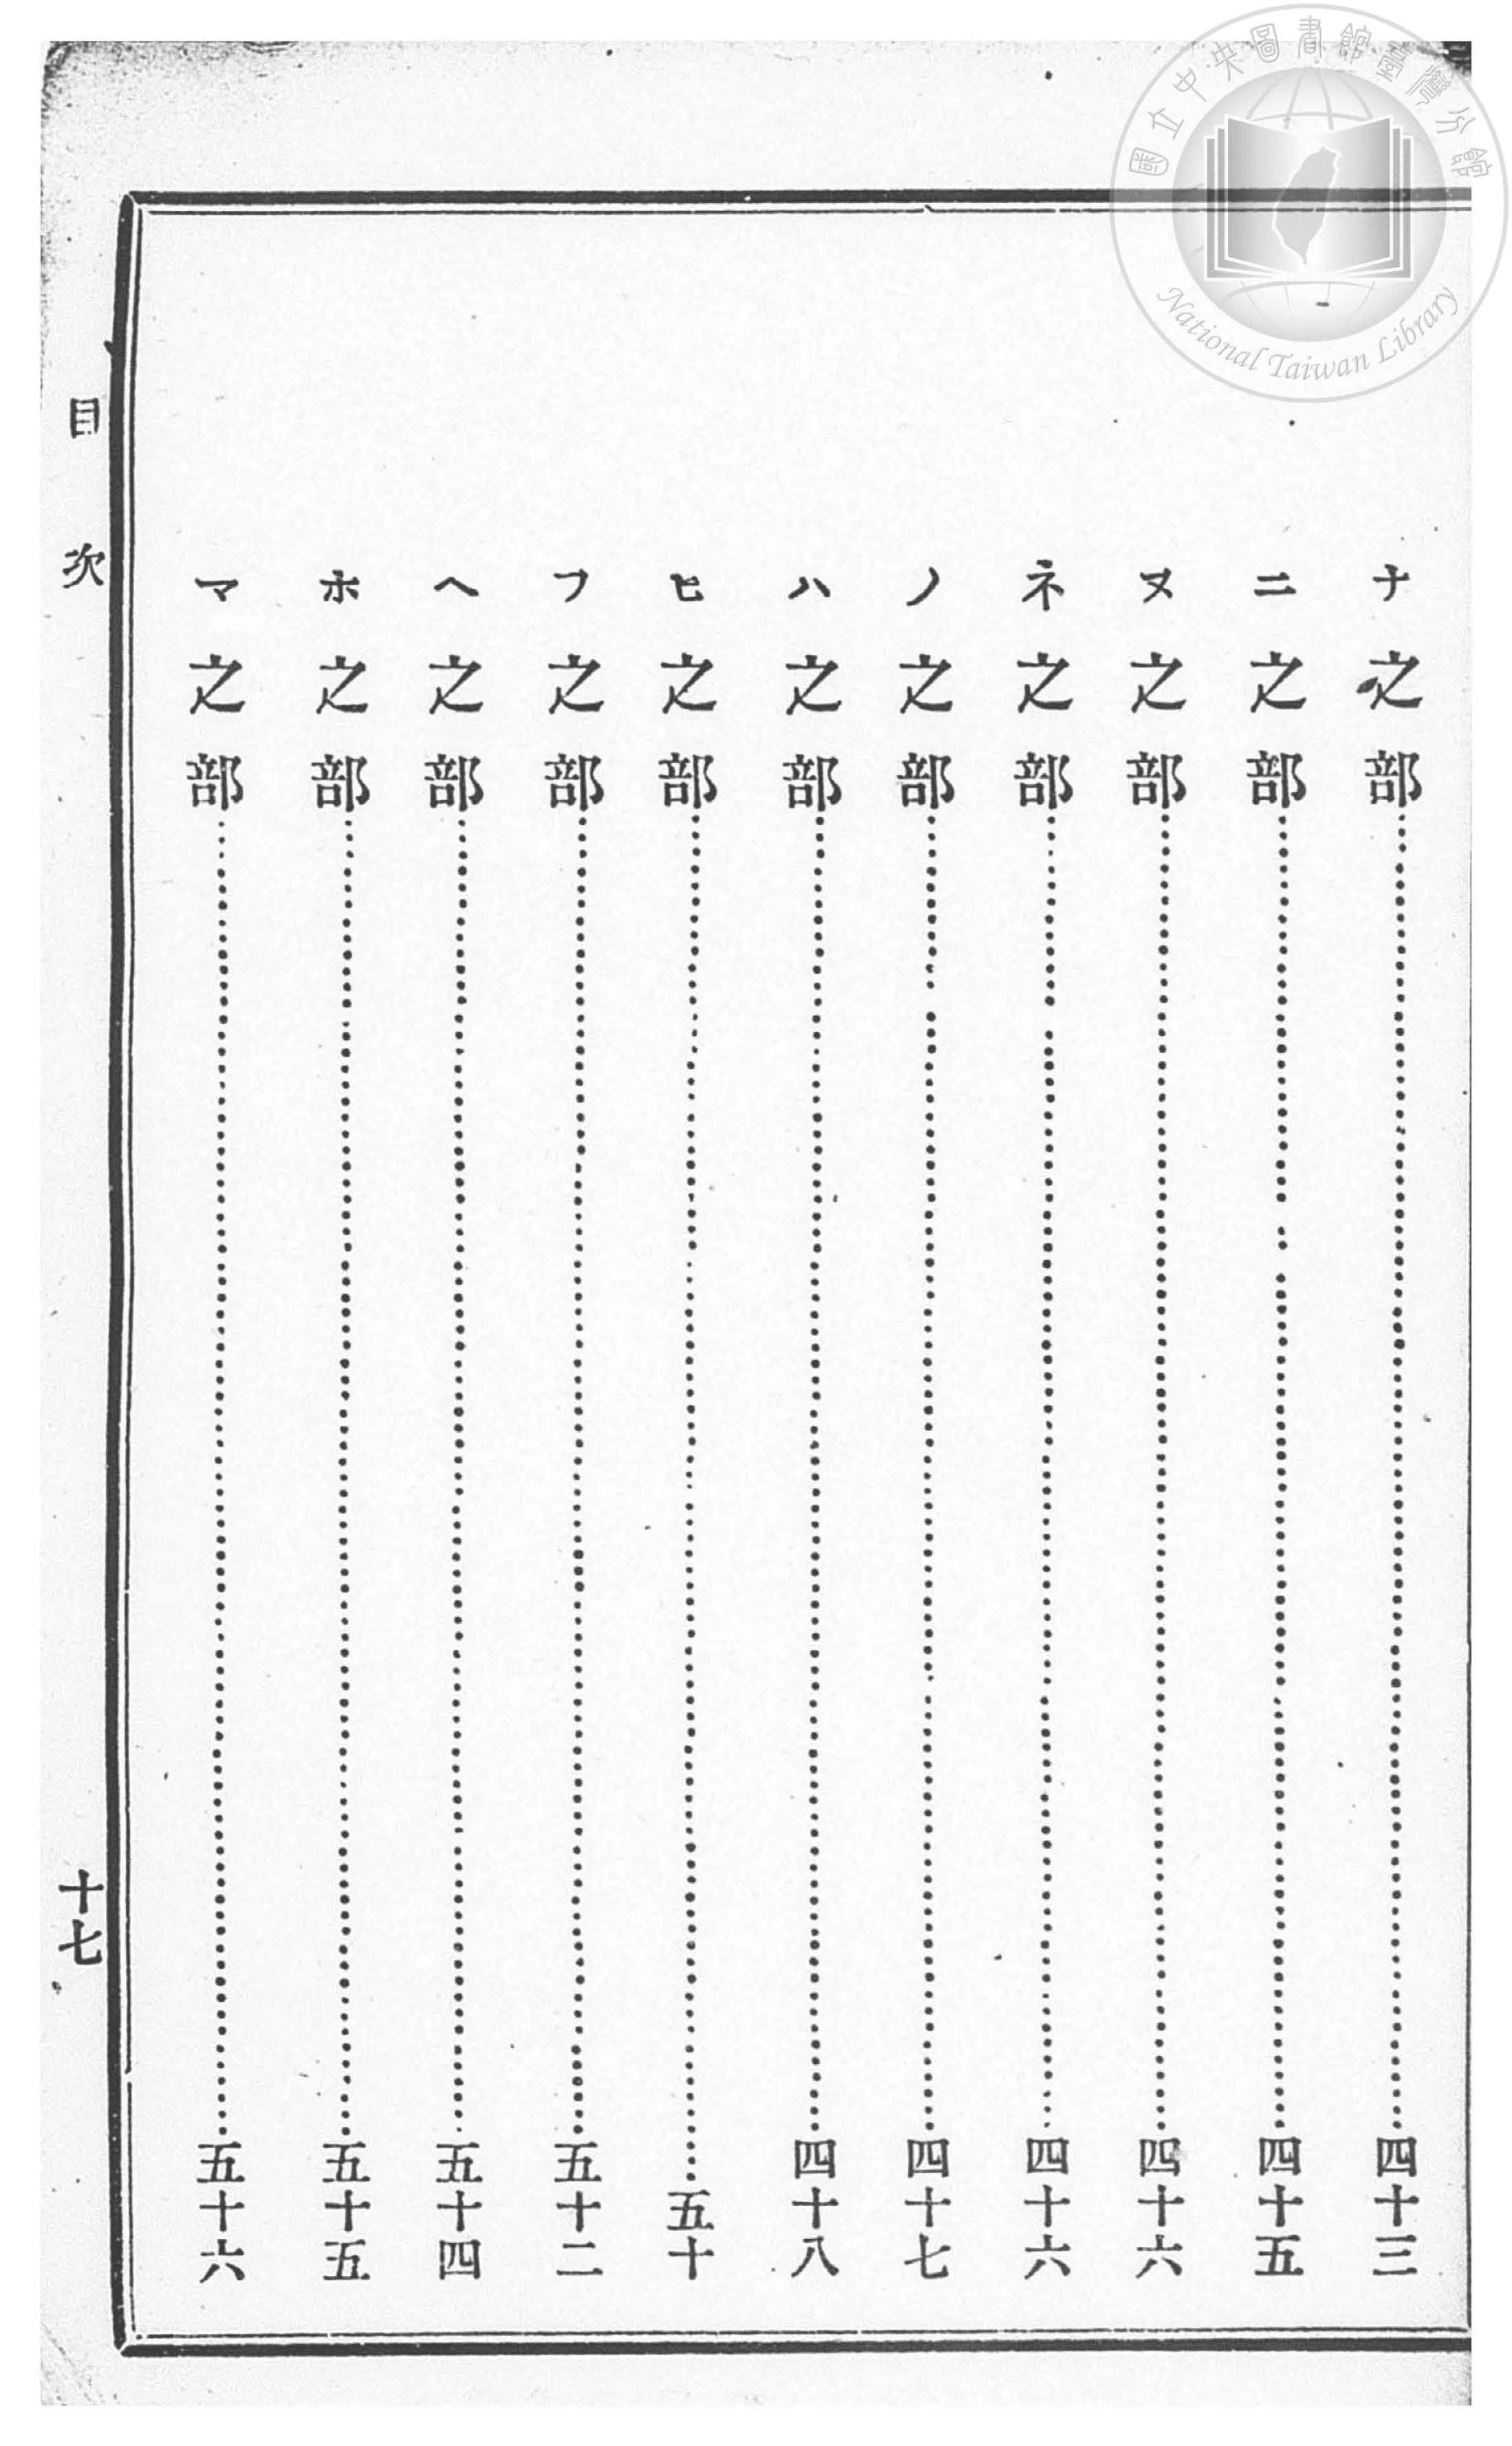 ナ之部……四十三
ニ之部……四十五
ヌ之部……四十六
ネ之部……四十六
ノ之部……四十七
ハ之部……四十八
ヒ之部……五十
フ之部……五十二
ヘ之部……五十四
ホ之部……五十五
マ之部……五十六
目次
十七
國立中央圖書館臺灣分館
National Taiwan Library